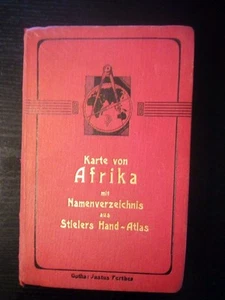 Karte von
Afrika
mit
Namenverzeichnis
aus
Stielers Hand-Atlas
Gotha: Justus Perthes